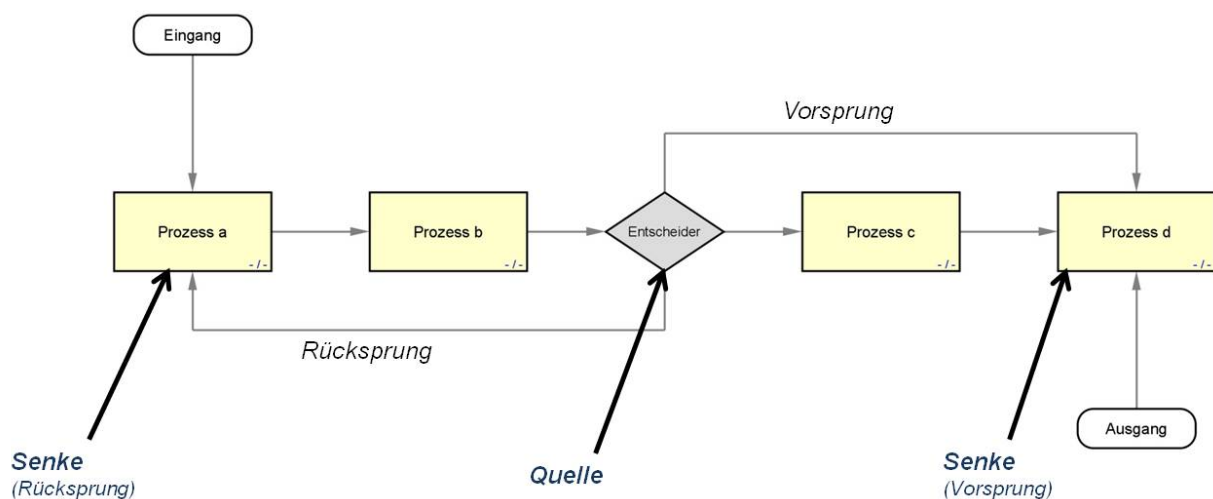 Eingang
Vorsprung
Prozess a
- / -
Prozess b
- / -
Entscheider
Prozess c
- / -
Prozess d
- / -
Rücksprung
Ausgang
Senke
(Rücksprung)
Quelle
Senke
(Vorsprung)